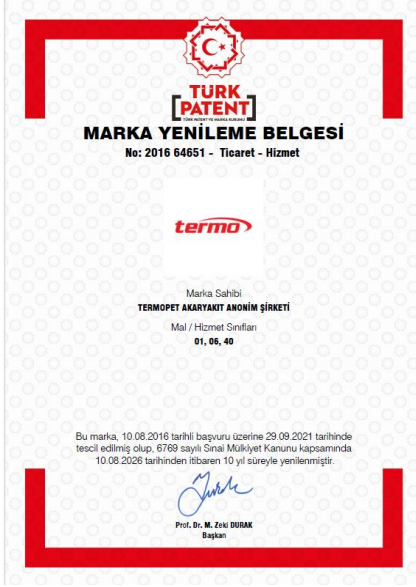 TÜRK
PATENT
TÜRK PATENT VE MARKA KURUMU
MARKA YENİLEME BELGESİ
No: 2016 64651 - Ticaret - Hizmet
termo
Marka Sahibi
TERMOPET AKARYAKIT ANONİM ŞİRKETİ
Mal / Hizmet Sınıfları
01, 06, 40
Bu marka, 10.08.2016 tarihli başvuru üzerine 29.09.2021 tarihinde
tescil edilmiş olup, 6769 sayılı Sınai Mülkiyet Kanunu kapsamında
10.08.2026 tarihinden itibaren 10 yıl süreyle yenilenmiştir.
Prof. Dr. M. Zeki DURAK
Başkan